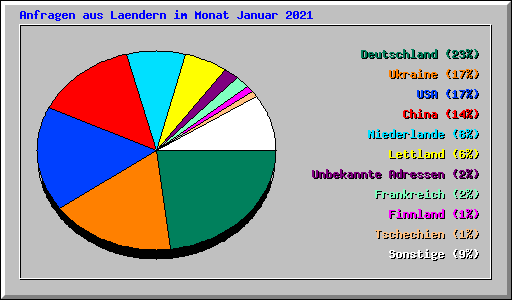 Anfragen aus Laendern im Monat Januar 2021
Deutschland (23%)
Ukraine (17%)
USA (17%)
China (14%)
Niederlande (8%)
Lettland (6%)
Unbekannte Adressen (2%)
Frankreich (2%)
Finnland (1%)
Tschechien (1%)
Sonstige (9%)